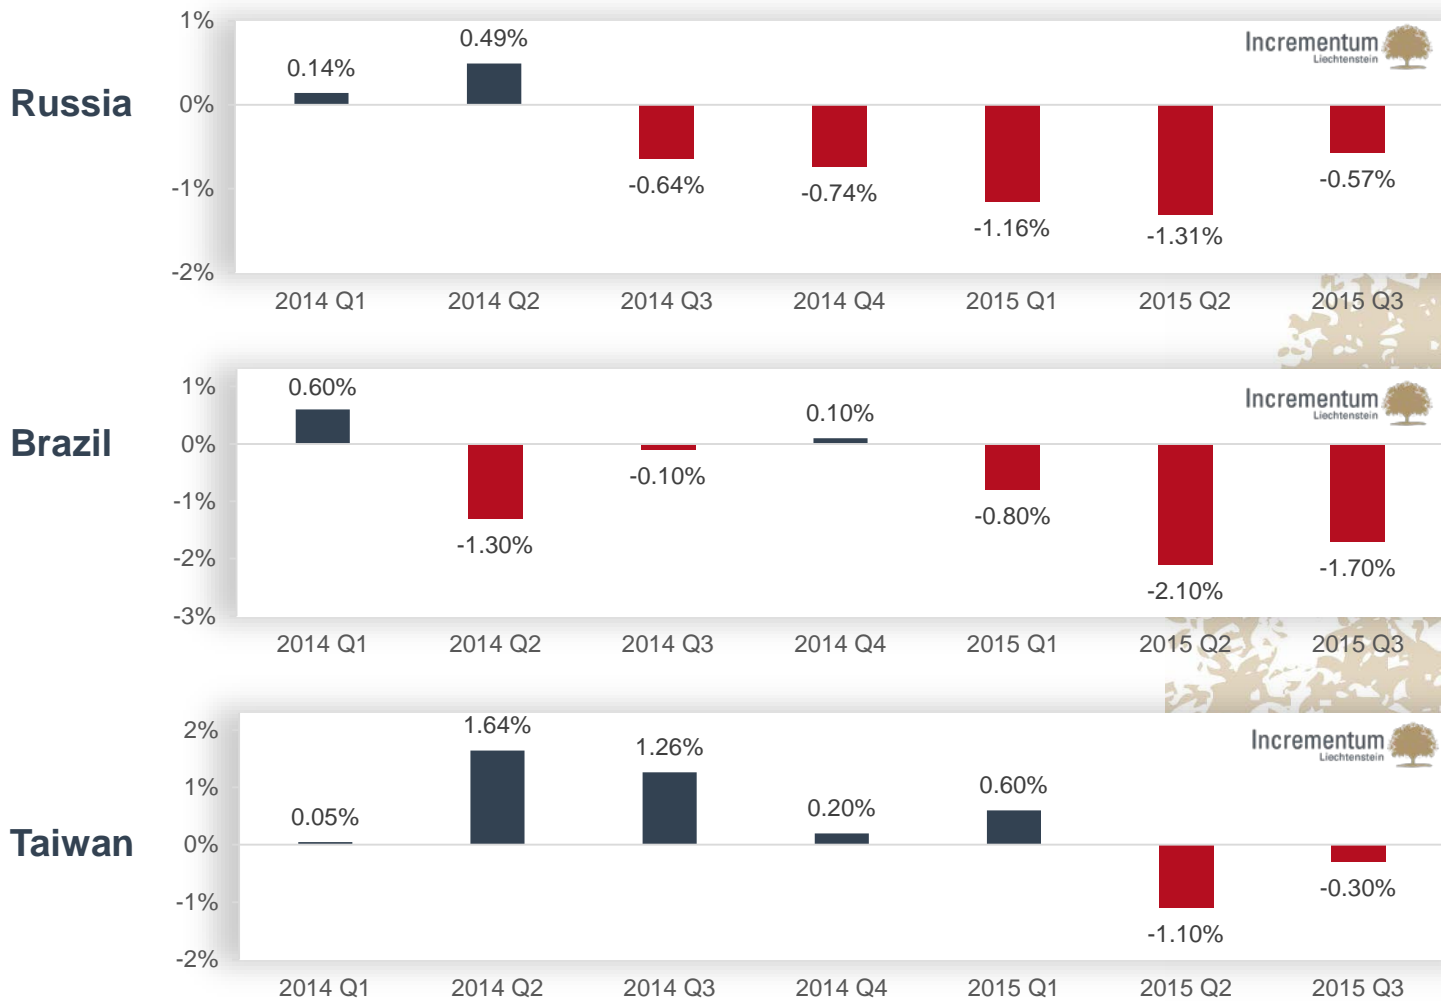 1%
Incrementum
Liechtenstein
0.14%
0.49%
Russia
0%
-0.64%
-0.74%
-1.16%
-1.31%
-0.57%
-1%
-2%
2014 Q1 2014 Q2 2014 Q3 2014 Q4 2015 Q1 2015 Q2 2015 Q3
1%
Incrementum
Liechtenstein
0.60%
0.10%
Brazil
0%
-0.10%
-1%
-0.80%
-1.30%
-2%
-1.70%
-2.10%
-3%
2014 Q1 2014 Q2 2014 Q3 2014 Q4 2015 Q1 2015 Q2 2015 Q3
2%
Incrementum
Liechtenstein
1.64%
1.26%
1%
0.05%
0.20%
0.60%
Taiwan
0%
-1%
-0.30%
-1.10%
-2%
2014 Q1 2014 Q2 2014 Q3 2014 Q4 2015 Q1 2015 Q2 2015 Q3